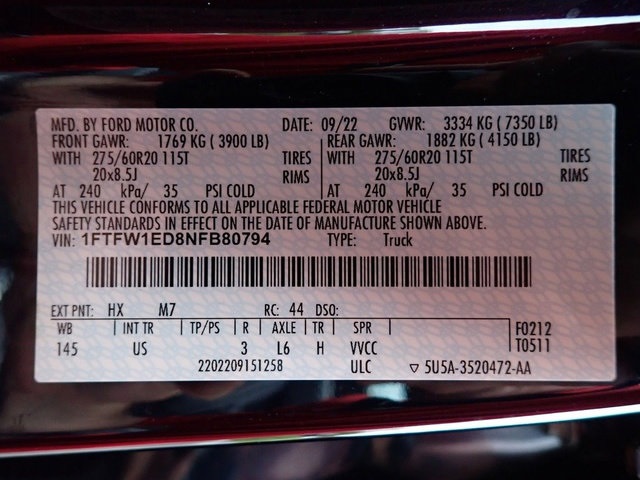 MFD. BY FORD MOTOR CO. DATE: 09/22 GVWR: 3334 KG ( 7350 LB)
FRONT GAWR: 1769 KG ( 3900 LB) REAR GAWR: 1882 KG ( 4150 LB)
WITH 275/60R20 115T TIRES WITH 275/60R20 115T TIRES
20x8.5J RIMS 20x8.5J RIMS
AT 240 kPa/ 35 PSI COLD AT 240 kPa/ 35 PSI COLD
THIS VEHICLE CONFORMS TO ALL APPLICABLE FEDERAL MOTOR VEHICLE
SAFETY STANDARDS IN EFFECT ON THE DATE OF MANUFACTURE SHOWN ABOVE.
VIN: 1FTFW1ED8NFB80794 TYPE: Truck
EXT PNT: HX M7 RC: 44 DSO:
WB INT TR TP/PS R AXLE TR SPR F0212
145 US 3 L6 H VVCC T0511
2202209151258 ULC ▽ 5U5A-3520472-AA